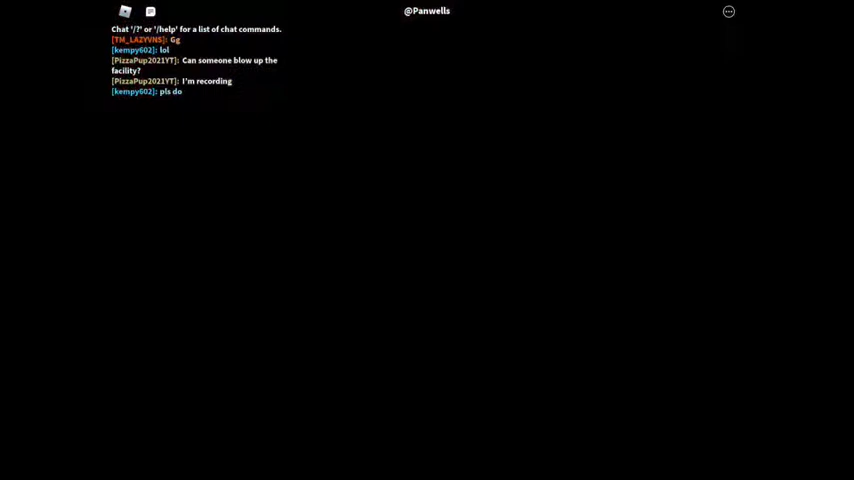 @Panwells
Chat '/?' or '/help' for a list of chat commands.
[TM_LAZYVNS]: Gg
[kempy602]: lol
[PizzaPup2021YT]: Can someone blow up the
facility?
[PizzaPup2021YT]: I'm recording
[kempy602]: pls do